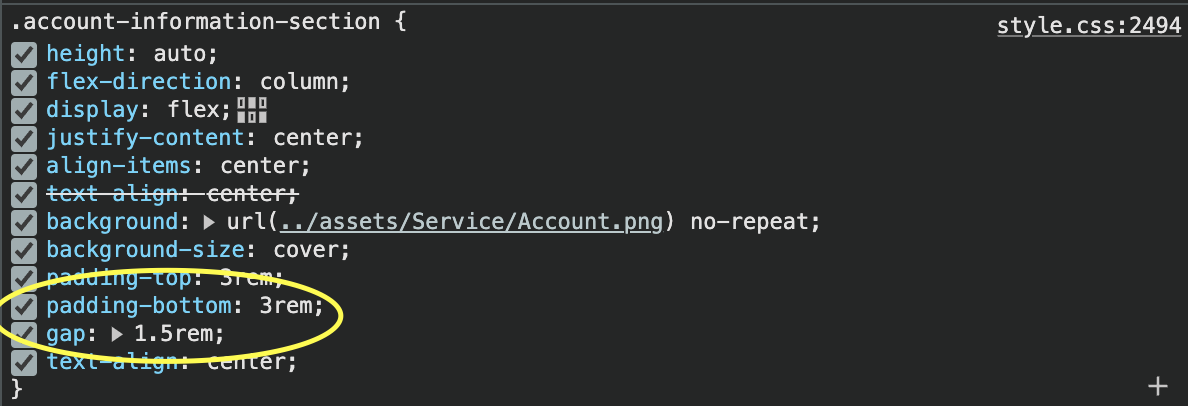 .account-information-section {
style.css:2494
height: auto;
flex-direction: column;
display: flex;
justify-content: center;
align-items: center;
text-align: center;
background: url(../assets/Service/Account.png) no-repeat;
background-size: cover;
padding-top: 3rem;
padding-bottom: 3rem;
gap: 1.5rem;
text-align: center;
}